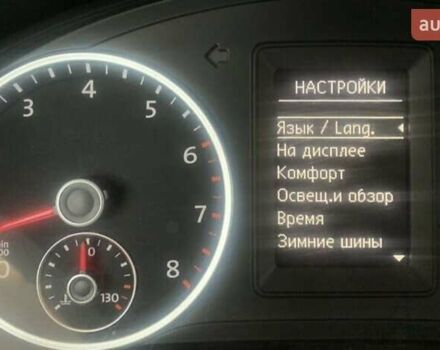 au
НАСТРОЙКИ
Язык / Lang.
На дисплее
Комфорт
Освещ.и обзор
Время
Зимние шины
3
4
5
6
7
8
0
0
130